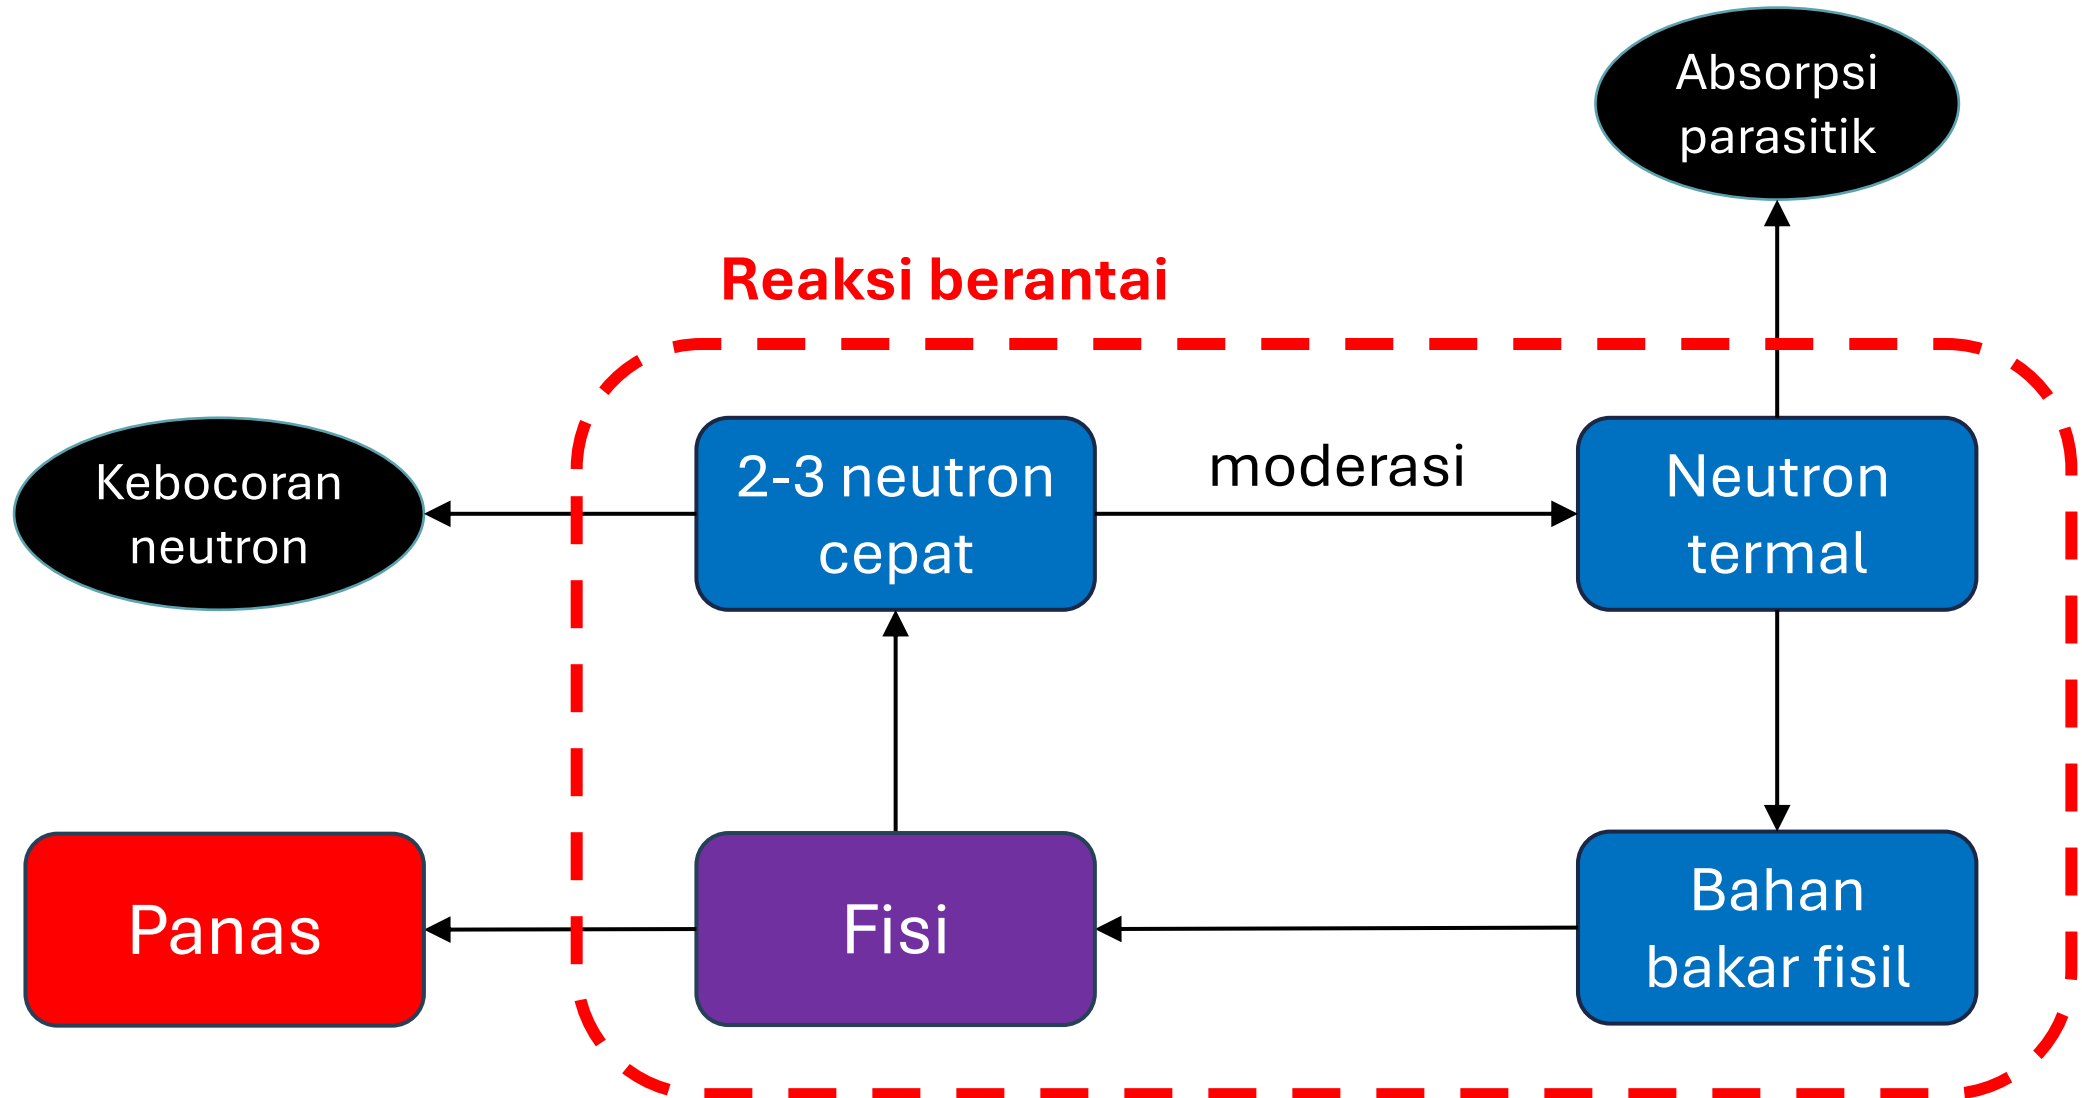 Absorpsi
parasitik
Reaksi berantai
Kebocoran
neutron
2-3 neutron
cepat
moderasi
Neutron
termal
Panas
Fisi
Bahan
bakar fisil